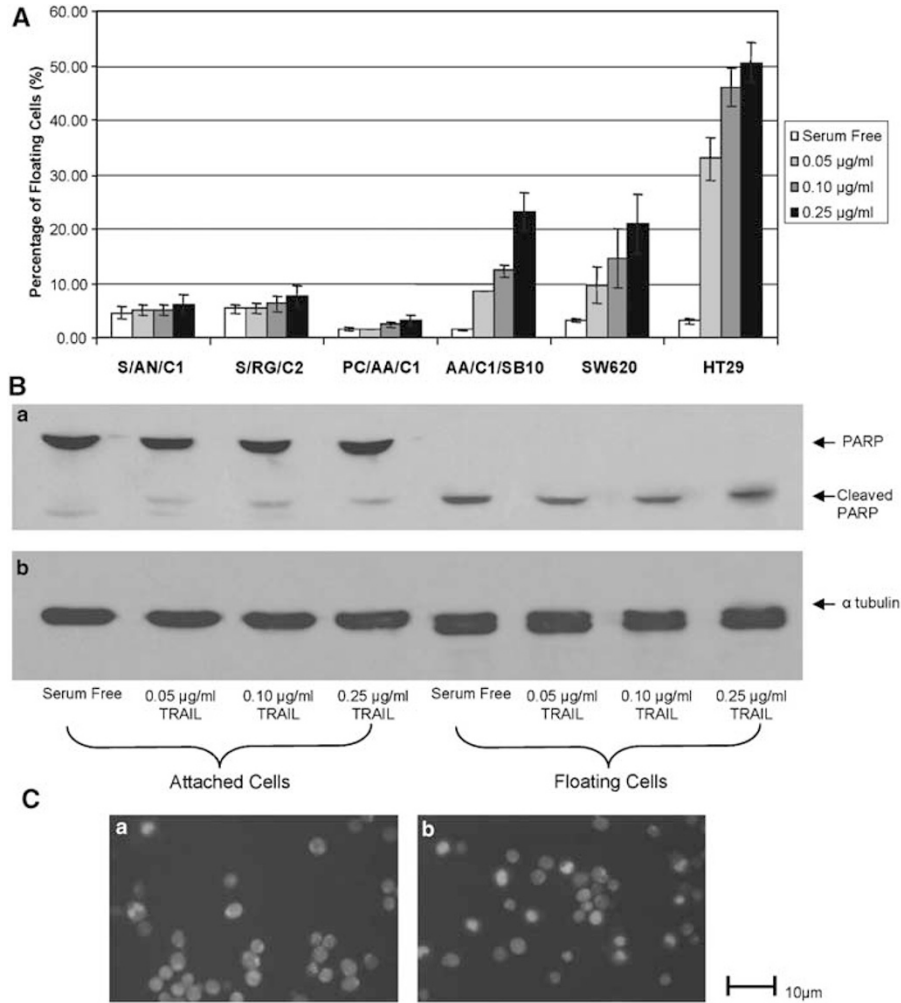 A
60.00
50.00
40.00
30.00
20.00
10.00
0.00
Percentage of Floating Cells (%)
S/AN/C1 S/RG/C2 PC/AA/C1 AA/C1/SB10 SW620 HT29
Serum Free
0.05 µg/ml
0.10 µg/ml
0.25 µg/ml
B
a
PARP
Cleaved
PARP
b
α tubulin
Serum Free 0.05 µg/ml 0.10 µg/ml 0.25 µg/ml Serum Free 0.05 µg/ml 0.10 µg/ml 0.25 µg/ml
TRAIL TRAIL TRAIL TRAIL TRAIL TRAIL
Attached Cells Floating Cells
C
a
b
10µm